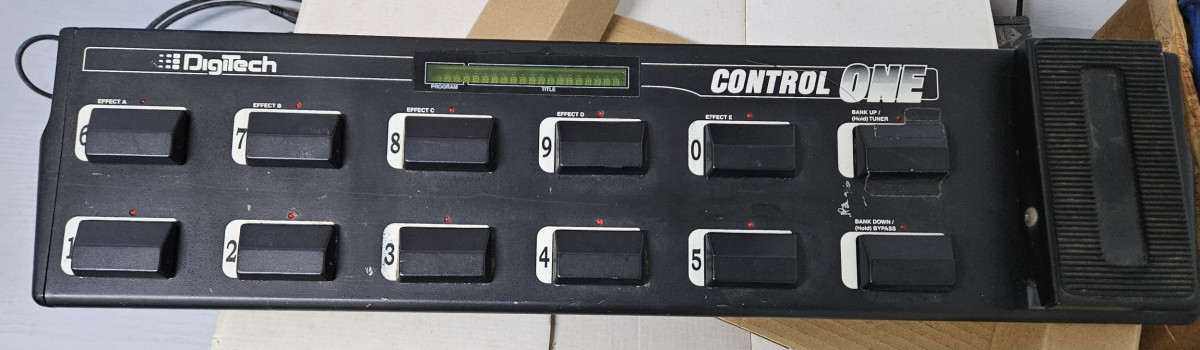 DigiTech
PROGRAM
TITLE
CONTROL ONE
EFFECT A
EFFECT B
EFFECT C
EFFECT D
EFFECT E
BANK UP /
(Hold) TUNER
6
7
8
9
0
BANK DOWN /
(Hold) BYPASS
1
2
3
4
5